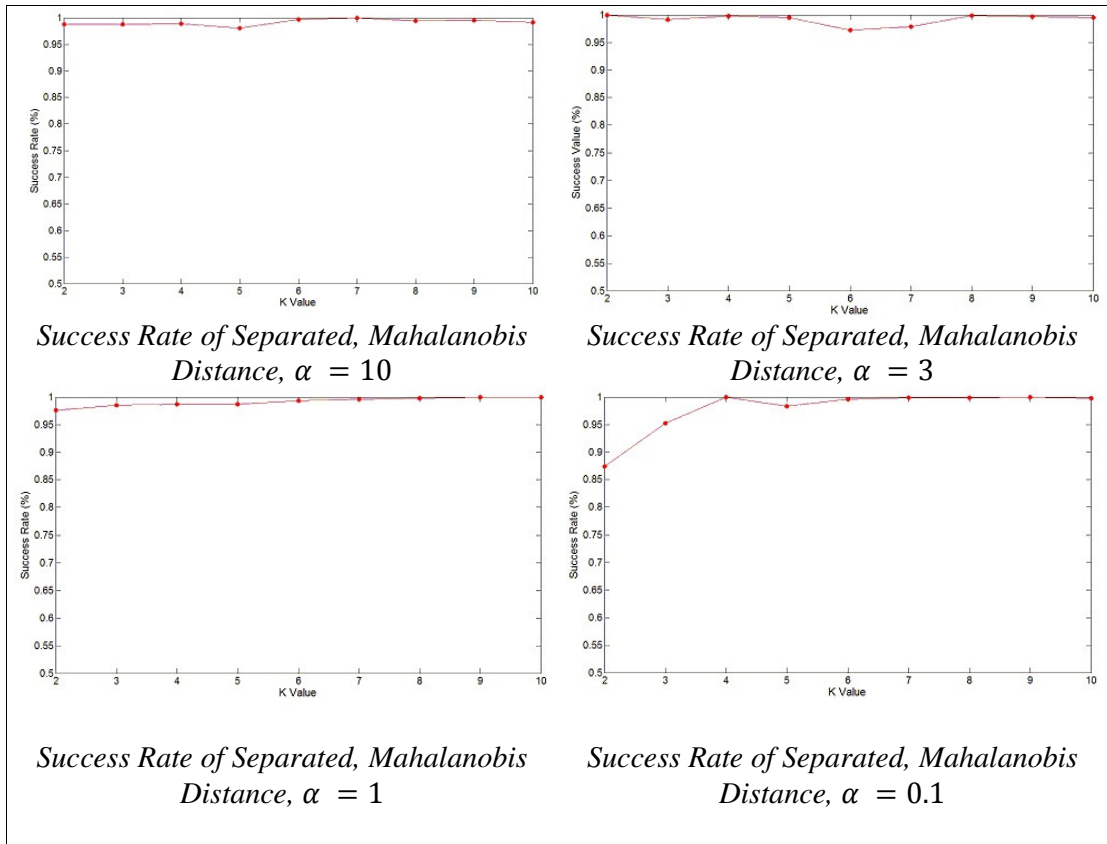 1
0.95
0.9
0.85
0.8
0.75
0.7
0.65
0.6
0.55
0.5
Success Rate (%)
2 3 4 5 6 7 8 9 10
K Value
Success Rate of Separated, Mahalanobis
Distance, α = 10
1
0.95
0.9
0.85
0.8
0.75
0.7
0.65
0.6
0.55
0.5
Success Value (%)
2 3 4 5 6 7 8 9 10
K Value
Success Rate of Separated, Mahalanobis
Distance, α = 3
1
0.95
0.9
0.85
0.8
0.75
0.7
0.65
0.6
0.55
0.5
Success Rate (%)
2 3 4 5 6 7 8 9 10
K Value
Success Rate of Separated, Mahalanobis
Distance, α = 1
1
0.95
0.9
0.85
0.8
0.75
0.7
0.65
0.6
0.55
0.5
Success Rate (%)
2 3 4 5 6 7 8 9 10
K Value
Success Rate of Separated, Mahalanobis
Distance, α = 0.1